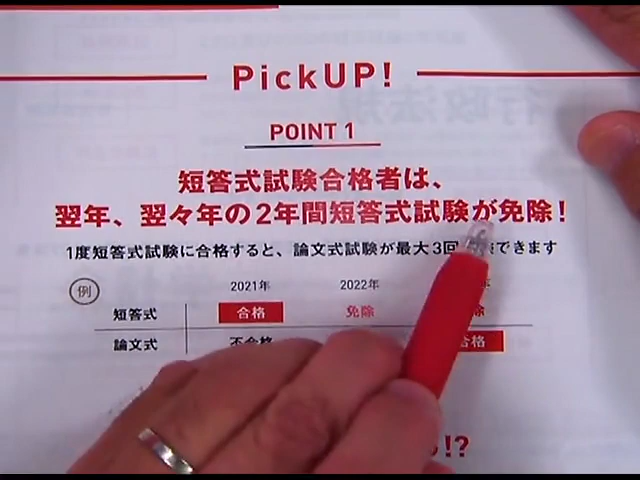 PickUP!
POINT 1
短答式試験合格者は、
翌年、翌々年の2年間短答式試験が免除!
1度短答式試験に合格すると、論文式試験が最大3回 できます
例 2021年 2022年 年
短答式 合格 免除 除
論文式 不合格 合格
!?